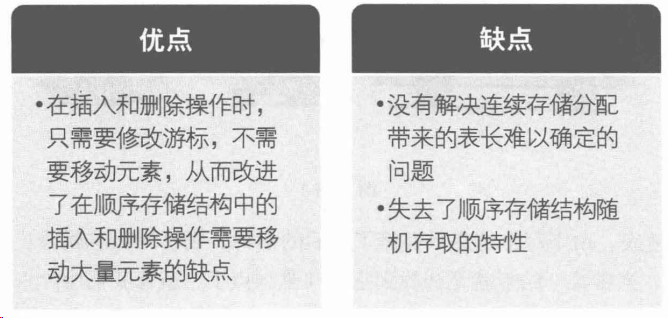 优点
•在插入和删除操作时，
只需要修改游标，不需
要移动元素，从而改进
了在顺序存储结构中的
插入和删除操作需要移
动大量元素的缺点
缺点
•没有解决连续存储分配
带来的表长难以确定的
问题
•失去了顺序存储结构随
机存取的特性